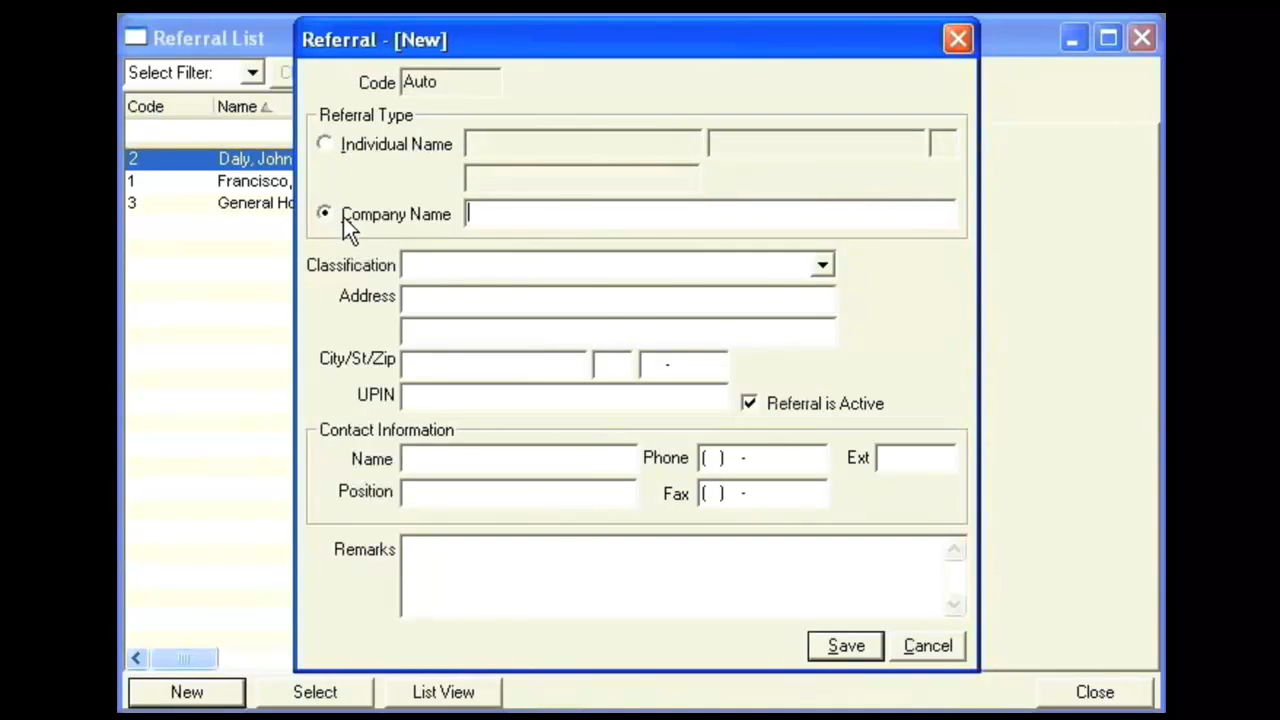 Referral List
Referral - [New]
Select Filter:
Code Auto
Code Name
Referral Type
Individual Name
2 Daly, John
1 Francisco,
3 General
Company Name
Classification
Address
City/St/Zip -
UPIN
Referral is Active
Contact Information
Name Phone ( ) - Ext
Position Fax ( ) -
Remarks
Save Cancel
New Select List View Close